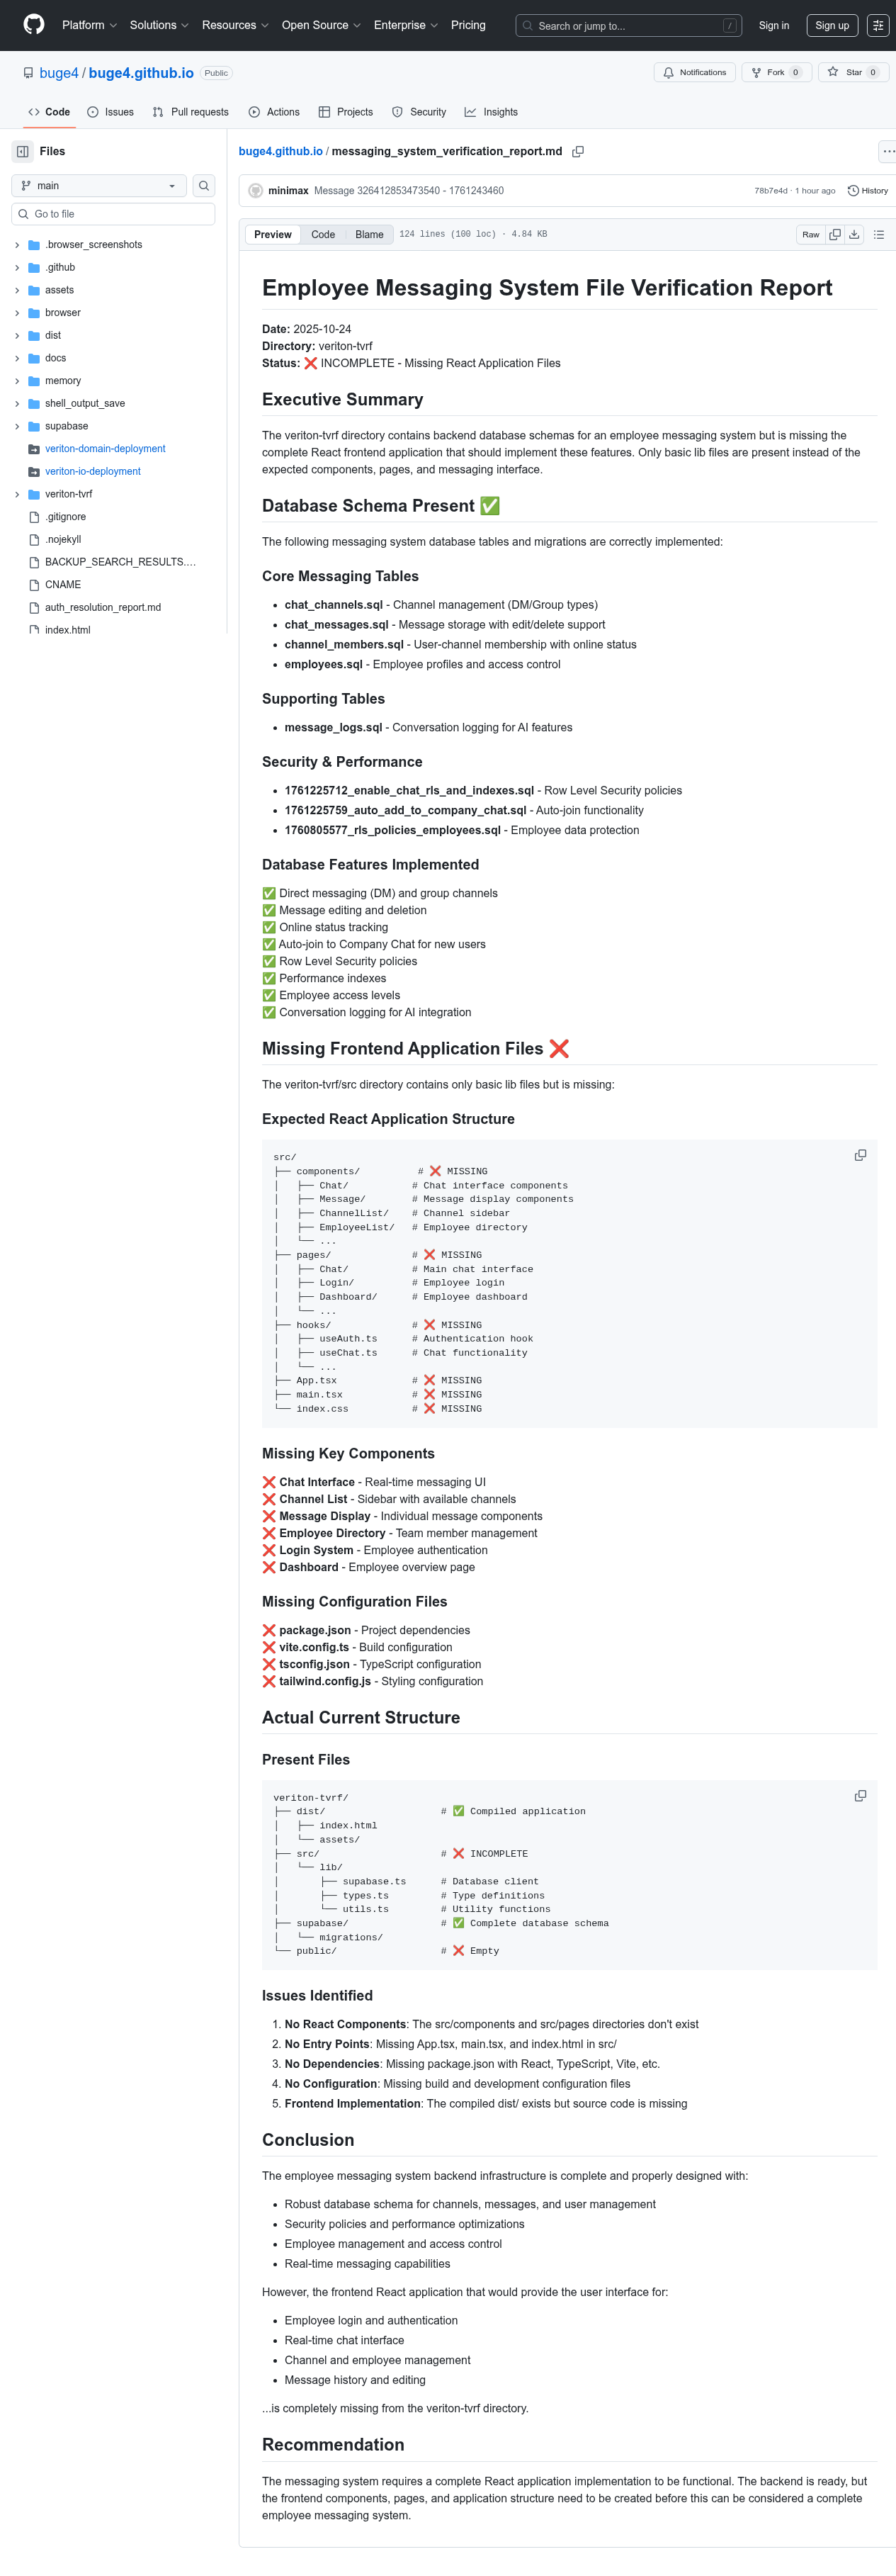 Platform Solutions Resources Open Source Enterprise Pricing Search or jump to... / Sign in Sign up
buge4 / buge4.github.io Public Notifications Fork 0 Star 0
Code Issues Pull requests Actions Projects Security Insights
Files
main
Go to file
.browser_screenshots
.github
assets
browser
dist
docs
memory
shell_output_save
supabase
veriton-domain-deployment
veriton-io-deployment
veriton-tvrf
.gitignore
.nojekyll
BACKUP_SEARCH_RESULTS....
CNAME
auth_resolution_report.md
index.html
buge4.github.io / messaging_system_verification_report.md
minimax Message 326412853473540 - 1761243460 78b7e4d · 1 hour ago History
Preview Code Blame 124 lines (100 loc) · 4.84 KB Raw
Employee Messaging System File Verification Report
Date: 2025-10-24
Directory: veriton-tvrf
Status: ❌ INCOMPLETE - Missing React Application Files
Executive Summary
The veriton-tvrf directory contains backend database schemas for an employee messaging system but is missing the
complete React frontend application that should implement these features. Only basic lib files are present instead of the
expected components, pages, and messaging interface.
Database Schema Present ✅
The following messaging system database tables and migrations are correctly implemented:
Core Messaging Tables
• chat_channels.sql - Channel management (DM/Group types)
• chat_messages.sql - Message storage with edit/delete support
• channel_members.sql - User-channel membership with online status
• employees.sql - Employee profiles and access control
Supporting Tables
• message_logs.sql - Conversation logging for AI features
Security & Performance
• 1761225712_enable_chat_rls_and_indexes.sql - Row Level Security policies
• 1761225759_auto_add_to_company_chat.sql - Auto-join functionality
• 1760805577_rls_policies_employees.sql - Employee data protection
Database Features Implemented
✅ Direct messaging (DM) and group channels
✅ Message editing and deletion
✅ Online status tracking
✅ Auto-join to Company Chat for new users
✅ Row Level Security policies
✅ Performance indexes
✅ Employee access levels
✅ Conversation logging for AI integration
Missing Frontend Application Files ❌
The veriton-tvrf/src directory contains only basic lib files but is missing:
Expected React Application Structure
src/
├── components/          # ❌ MISSING
│   ├── Chat/           # Chat interface components
│   ├── Message/        # Message display components
│   ├── ChannelList/    # Channel sidebar
│   ├── EmployeeList/   # Employee directory
│   └── ...
├── pages/              # ❌ MISSING
│   ├── Chat/           # Main chat interface
│   ├── Login/          # Employee login
│   ├── Dashboard/      # Employee dashboard
│   └── ...
├── hooks/              # ❌ MISSING
│   ├── useAuth.ts      # Authentication hook
│   ├── useChat.ts      # Chat functionality
│   └── ...
├── App.tsx             # ❌ MISSING
├── main.tsx            # ❌ MISSING
└── index.css           # ❌ MISSING
Missing Key Components
❌ Chat Interface - Real-time messaging UI
❌ Channel List - Sidebar with available channels
❌ Message Display - Individual message components
❌ Employee Directory - Team member management
❌ Login System - Employee authentication
❌ Dashboard - Employee overview page
Missing Configuration Files
❌ package.json - Project dependencies
❌ vite.config.ts - Build configuration
❌ tsconfig.json - TypeScript configuration
❌ tailwind.config.js - Styling configuration
Actual Current Structure
Present Files
veriton-tvrf/
├── dist/                    # ✅ Compiled application
│   ├── index.html
│   └── assets/
├── src/                     # ❌ INCOMPLETE
│   └── lib/
│       ├── supabase.ts      # Database client
│       ├── types.ts         # Type definitions
│       └── utils.ts         # Utility functions
├── supabase/                # ✅ Complete database schema
│   └── migrations/
└── public/                  # ❌ Empty
Issues Identified
1. No React Components: The src/components and src/pages directories don't exist
2. No Entry Points: Missing App.tsx, main.tsx, and index.html in src/
3. No Dependencies: Missing package.json with React, TypeScript, Vite, etc.
4. No Configuration: Missing build and development configuration files
5. Frontend Implementation: The compiled dist/ exists but source code is missing
Conclusion
The employee messaging system backend infrastructure is complete and properly designed with:
• Robust database schema for channels, messages, and user management
• Security policies and performance optimizations
• Employee management and access control
• Real-time messaging capabilities
However, the frontend React application that would provide the user interface for:
• Employee login and authentication
• Real-time chat interface
• Channel and employee management
• Message history and editing
...is completely missing from the veriton-tvrf directory.
Recommendation
The messaging system requires a complete React application implementation to be functional. The backend is ready, but
the frontend components, pages, and application structure need to be created before this can be considered a complete
employee messaging system.